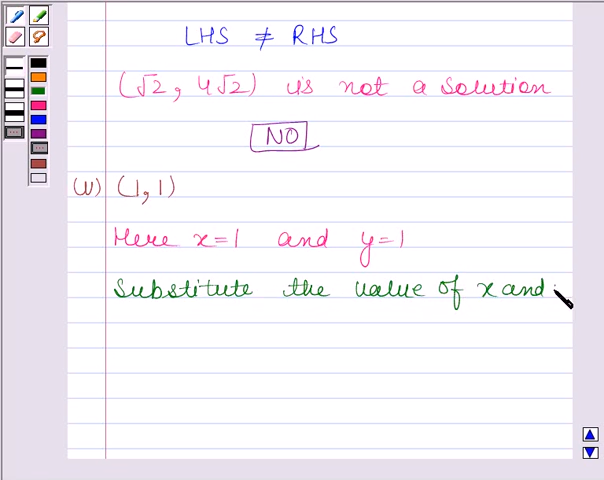 LHS ≠ RHS
(√2, 4√2) is not a solution
NO
(v) (1, 1)
Here x=1 and y=1
Substitute the value of x and